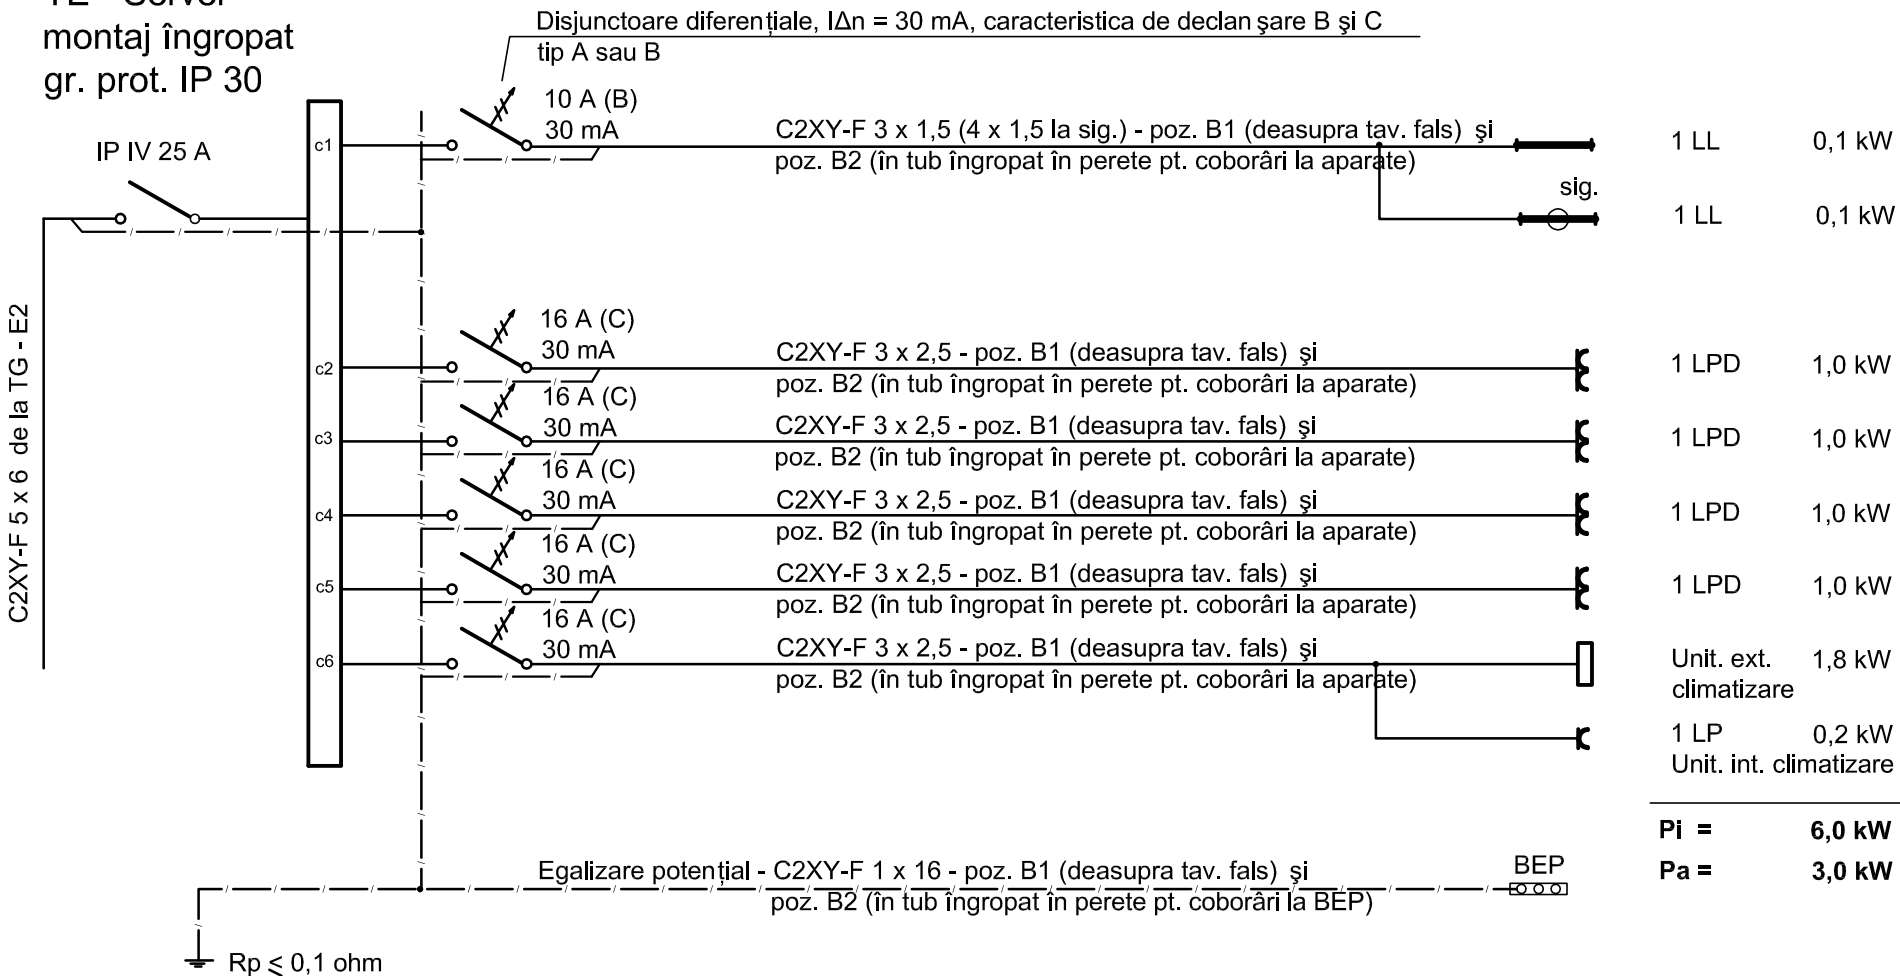 montaj îngropat
gr. prot. IP 30
Disjunctoare diferenţiale, I∆n = 30 mA, caracteristica de declan şare B şi C
tip A sau B
IP IV 25 A
C2XY-F 5 x 6 de la TG - E2
c1
10 A (B)
30 mA
C2XY-F 3 x 1,5 (4 x 1,5 la sig.) - poz. B1 (deasupra tav. fals) şi
poz. B2 (în tub îngropat în perete pt. coborâri la aparate)
1 LL 0,1 kW
sig.
1 LL 0,1 kW
c2
16 A (C)
30 mA
C2XY-F 3 x 2,5 - poz. B1 (deasupra tav. fals) şi
poz. B2 (în tub îngropat în perete pt. coborâri la aparate)
1 LPD 1,0 kW
c3
16 A (C)
30 mA
C2XY-F 3 x 2,5 - poz. B1 (deasupra tav. fals) şi
poz. B2 (în tub îngropat în perete pt. coborâri la aparate)
1 LPD 1,0 kW
c4
16 A (C)
30 mA
C2XY-F 3 x 2,5 - poz. B1 (deasupra tav. fals) şi
poz. B2 (în tub îngropat în perete pt. coborâri la aparate)
1 LPD 1,0 kW
c5
16 A (C)
30 mA
C2XY-F 3 x 2,5 - poz. B1 (deasupra tav. fals) şi
poz. B2 (în tub îngropat în perete pt. coborâri la aparate)
1 LPD 1,0 kW
c6
16 A (C)
30 mA
C2XY-F 3 x 2,5 - poz. B1 (deasupra tav. fals) şi
poz. B2 (în tub îngropat în perete pt. coborâri la aparate)
Unit. ext. 1,8 kW
climatizare
1 LP 0,2 kW
Unit. int. climatizare
Pi = 6,0 kW
Pa = 3,0 kW
Egalizare potenţial - C2XY-F 1 x 16 - poz. B1 (deasupra tav. fals) şi
poz. B2 (în tub îngropat în perete pt. coborâri la BEP)
BEP
Rp ≤ 0,1 ohm